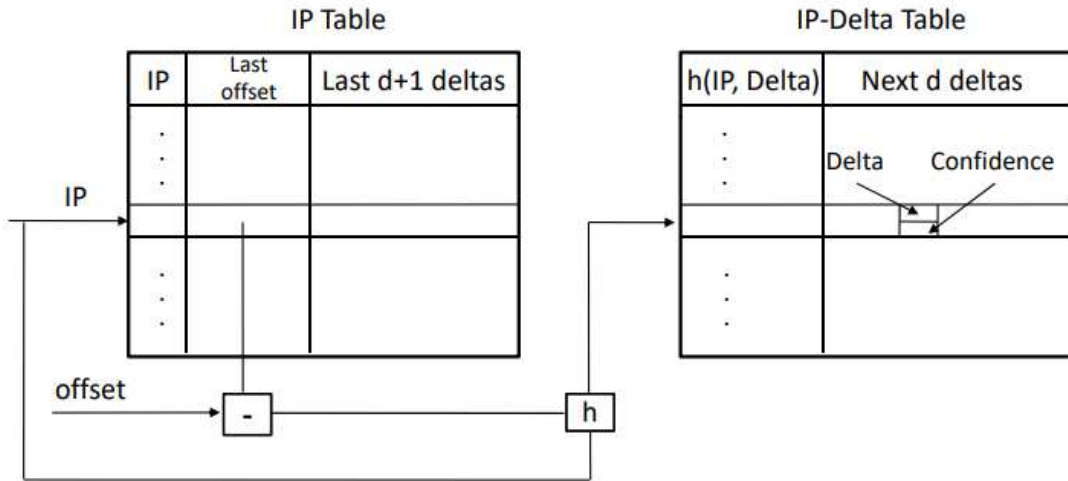 IP Table
IP-Delta Table
IP
Last
offset
Last d+1 deltas
h(IP, Delta)
Next d deltas
Delta
Confidence
IP
offset
-
h